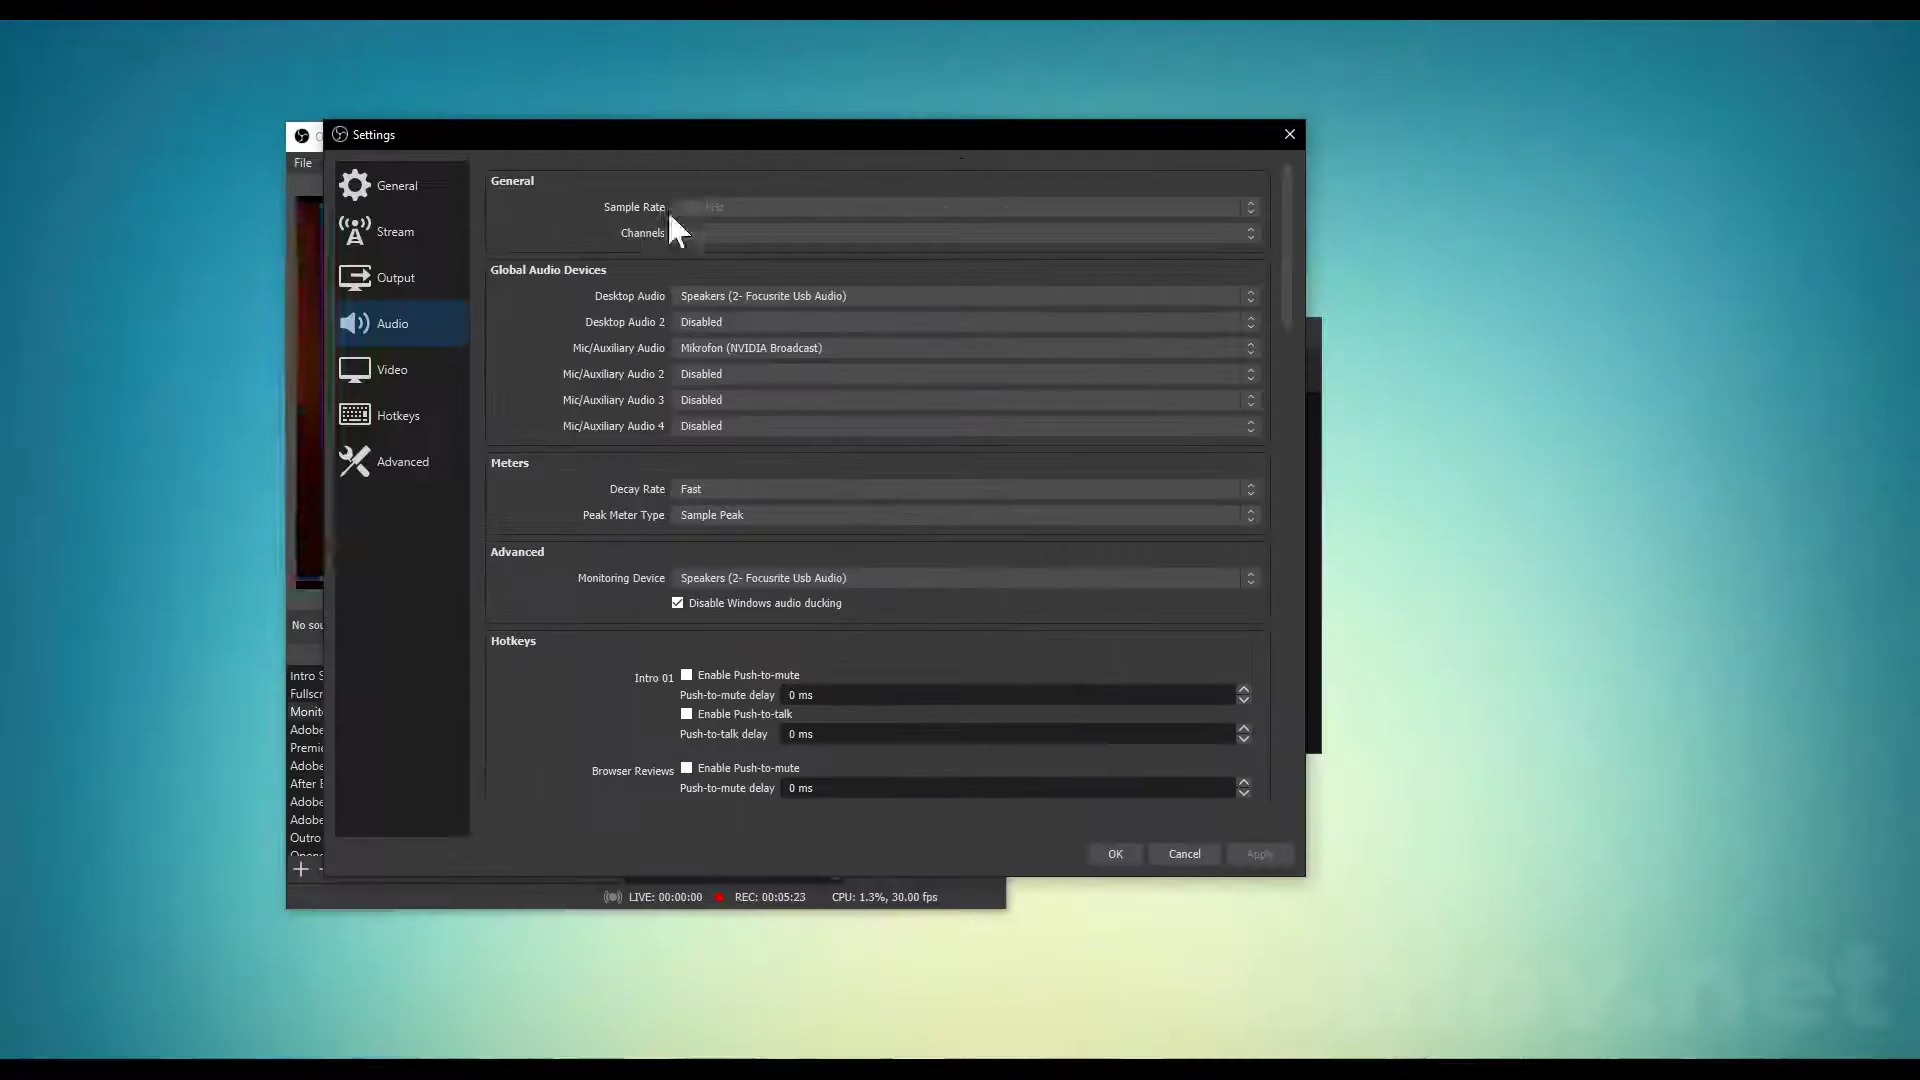 Settings
File
General
Stream
Output
Audio
Video
Hotkeys
Advanced
General
Sample Rate kHz
Channels
Global Audio Devices
Desktop Audio Speakers (2- Focusrite Usb Audio)
Desktop Audio 2 Disabled
Mic/Auxiliary Audio Mikrofon (NVIDIA Broadcast)
Mic/Auxiliary Audio 2 Disabled
Mic/Auxiliary Audio 3 Disabled
Mic/Auxiliary Audio 4 Disabled
Meters
Decay Rate Fast
Peak Meter Type Sample Peak
Advanced
Monitoring Device Speakers (2- Focusrite Usb Audio)
Disable Windows audio ducking
Hotkeys
Intro 01 Enable Push-to-mute
Push-to-mute delay 0 ms
Enable Push-to-talk
Push-to-talk delay 0 ms
Browser Reviews Enable Push-to-mute
Push-to-mute delay 0 ms
No sou
Intro S
Fullscr
Monit
Adobe
Premie
Adobe
After E
Adobe
Adobe
Outro
OK Cancel Apply
LIVE: 00:00:00 REC: 00:05:23 CPU: 1.3%, 30.00 fps